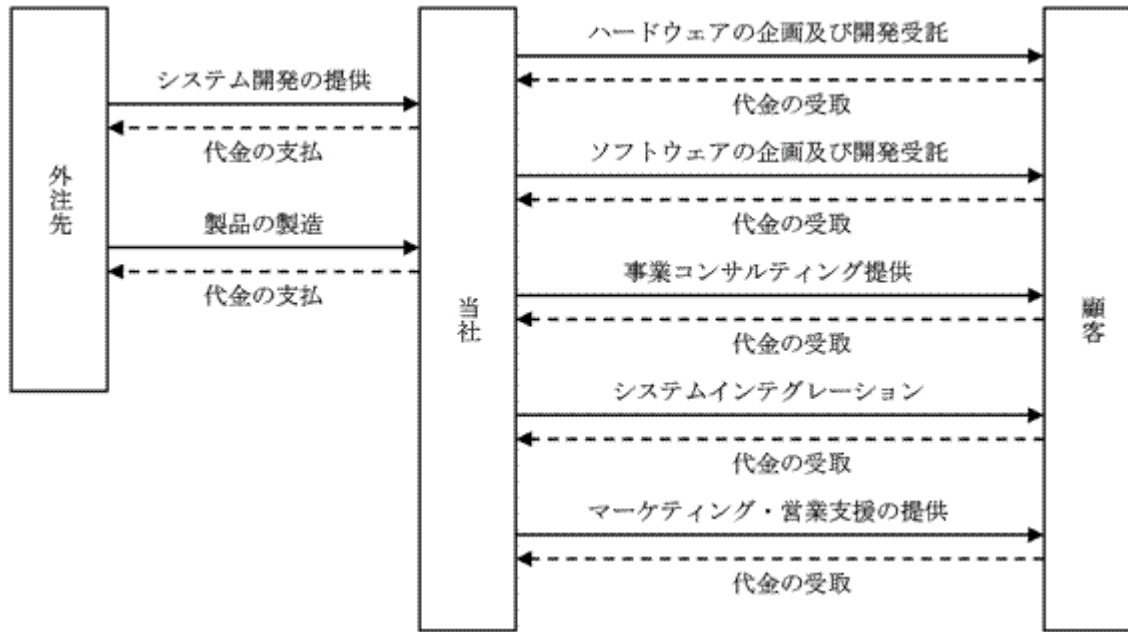 外注先
システム開発の提供
代金の支払
製品の製造
代金の支払
当社
ハードウェアの企画及び開発受託
代金の受取
ソフトウェアの企画及び開発受託
代金の受取
事業コンサルティング提供
代金の受取
システムインテグレーション
代金の受取
マーケティング・営業支援の提供
代金の受取
顧客